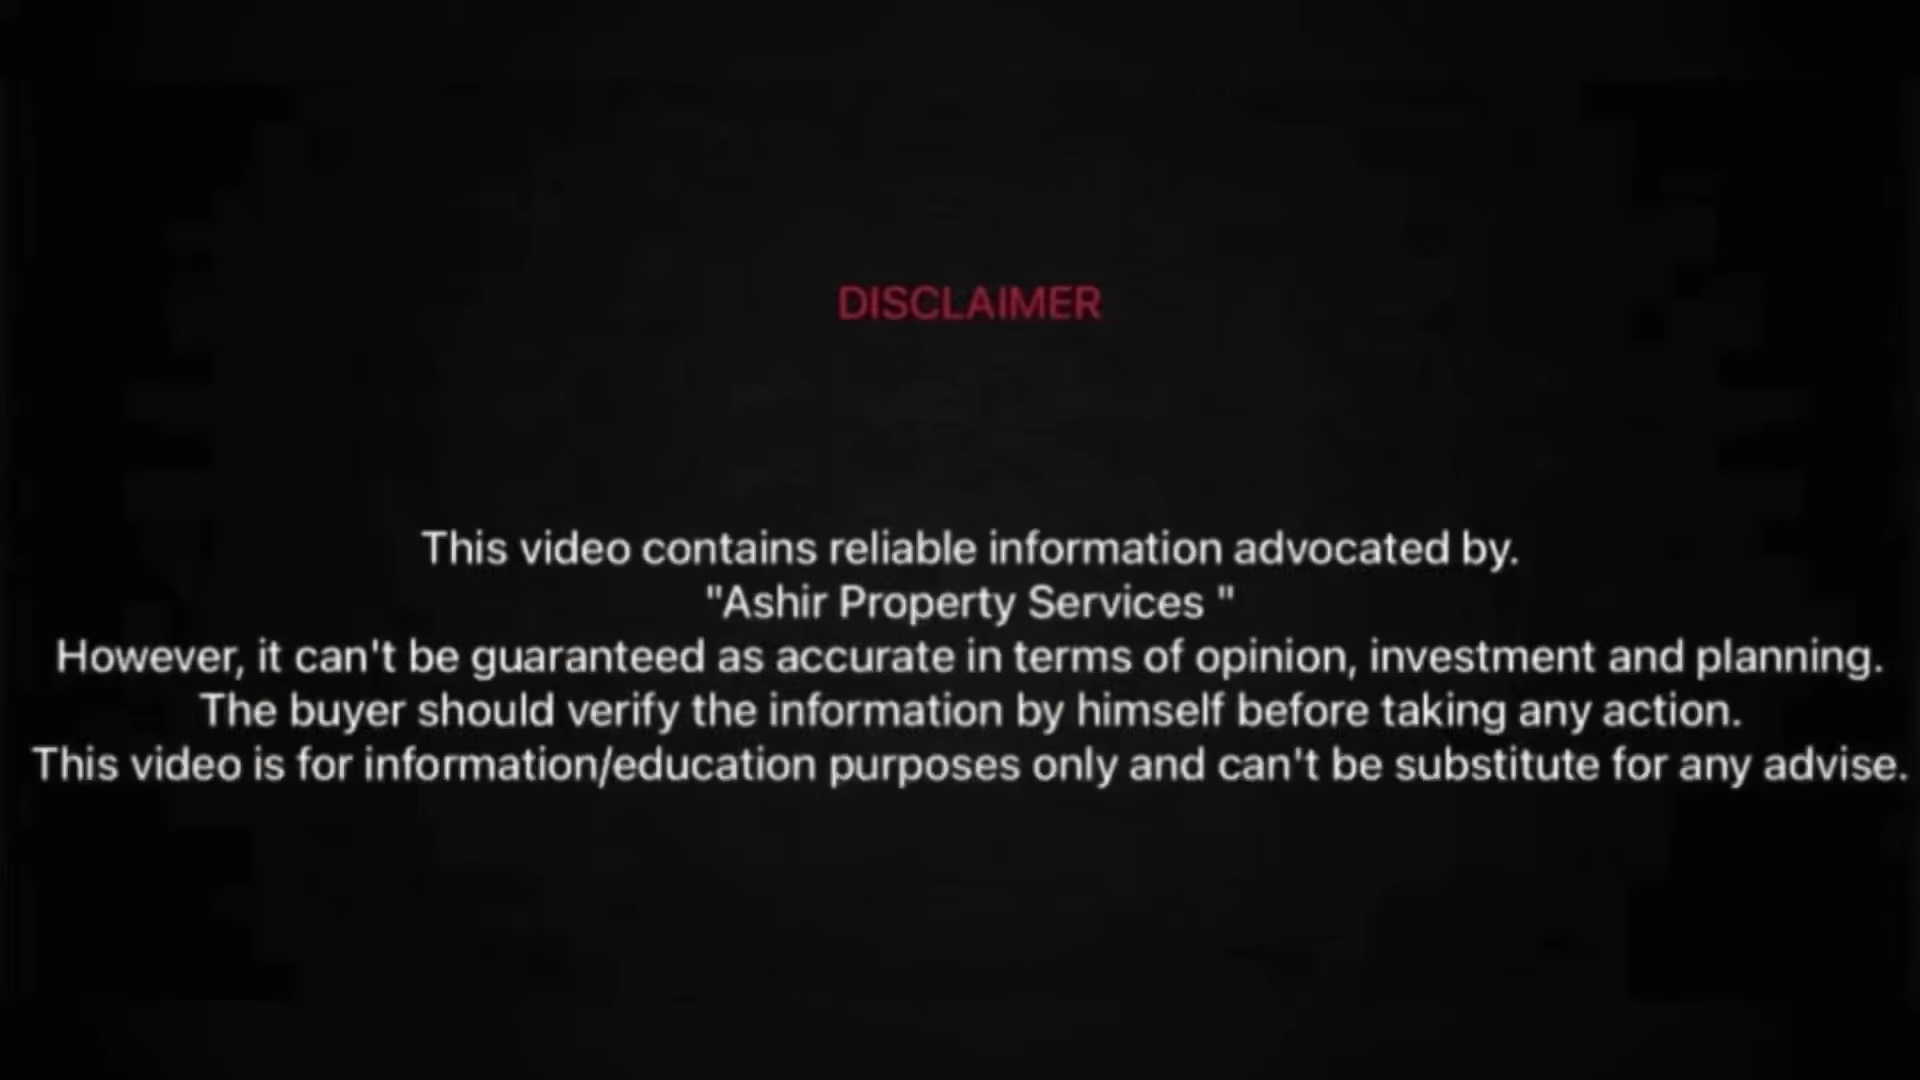 DISCLAIMER
This video contains reliable information advocated by.
"Ashir Property Services "
However, it can't be guaranteed as accurate in terms of opinion, investment and planning.
The buyer should verify the information by himself before taking any action.
This video is for information/education purposes only and can't be substitute for any advise.